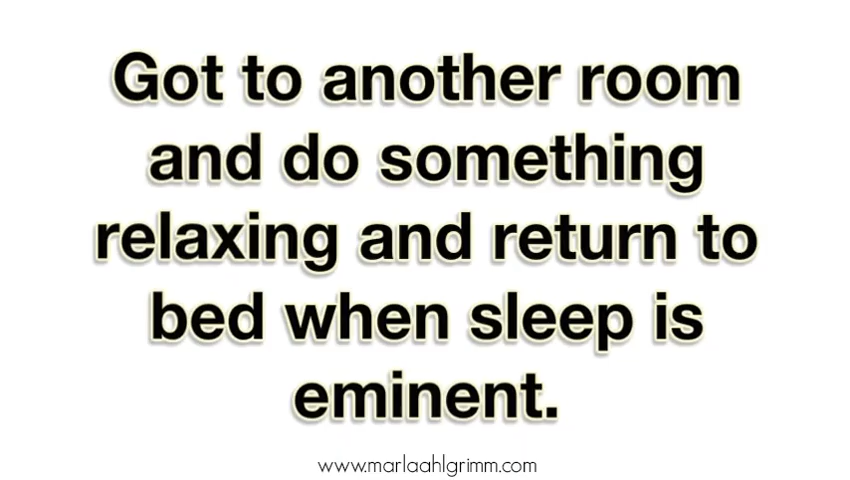 Got to another room
and do something
relaxing and return to
bed when sleep is
eminent.
www.marlaahlgrimm.com